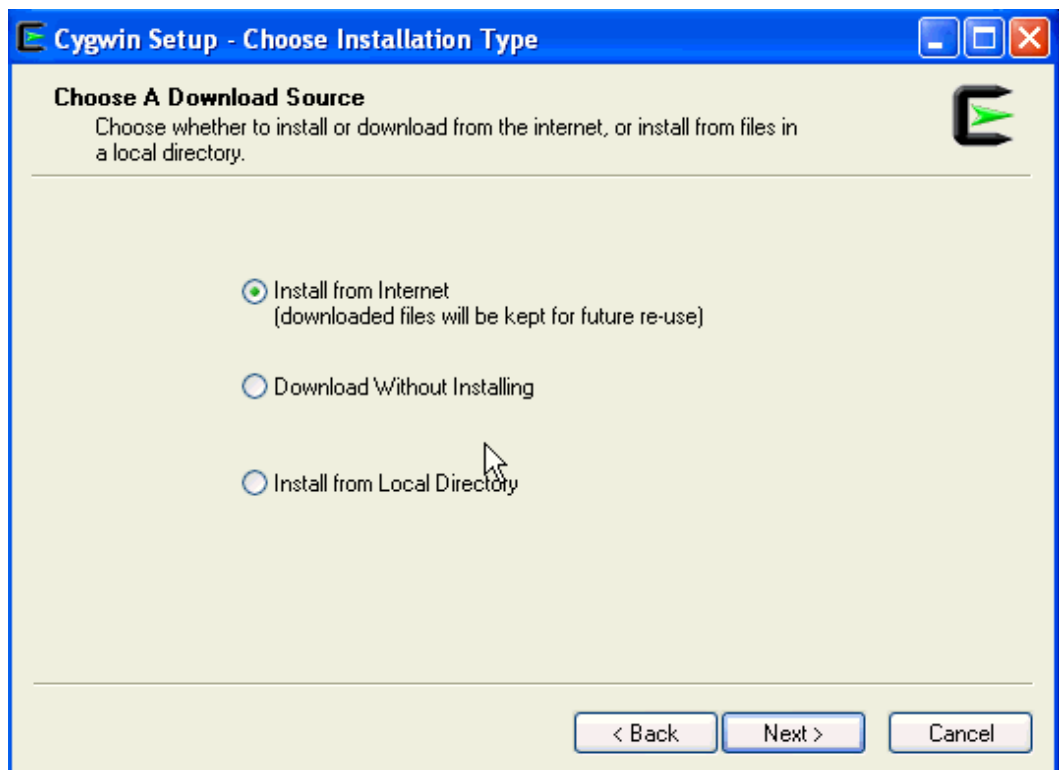 Cygwin Setup - Choose Installation Type
Choose A Download Source
Choose whether to install or download from the internet, or install from files in
a local directory.
Install from Internet
(downloaded files will be kept for future re-use)
Download Without Installing
Install from Local Directory
< Back
Next >
Cancel